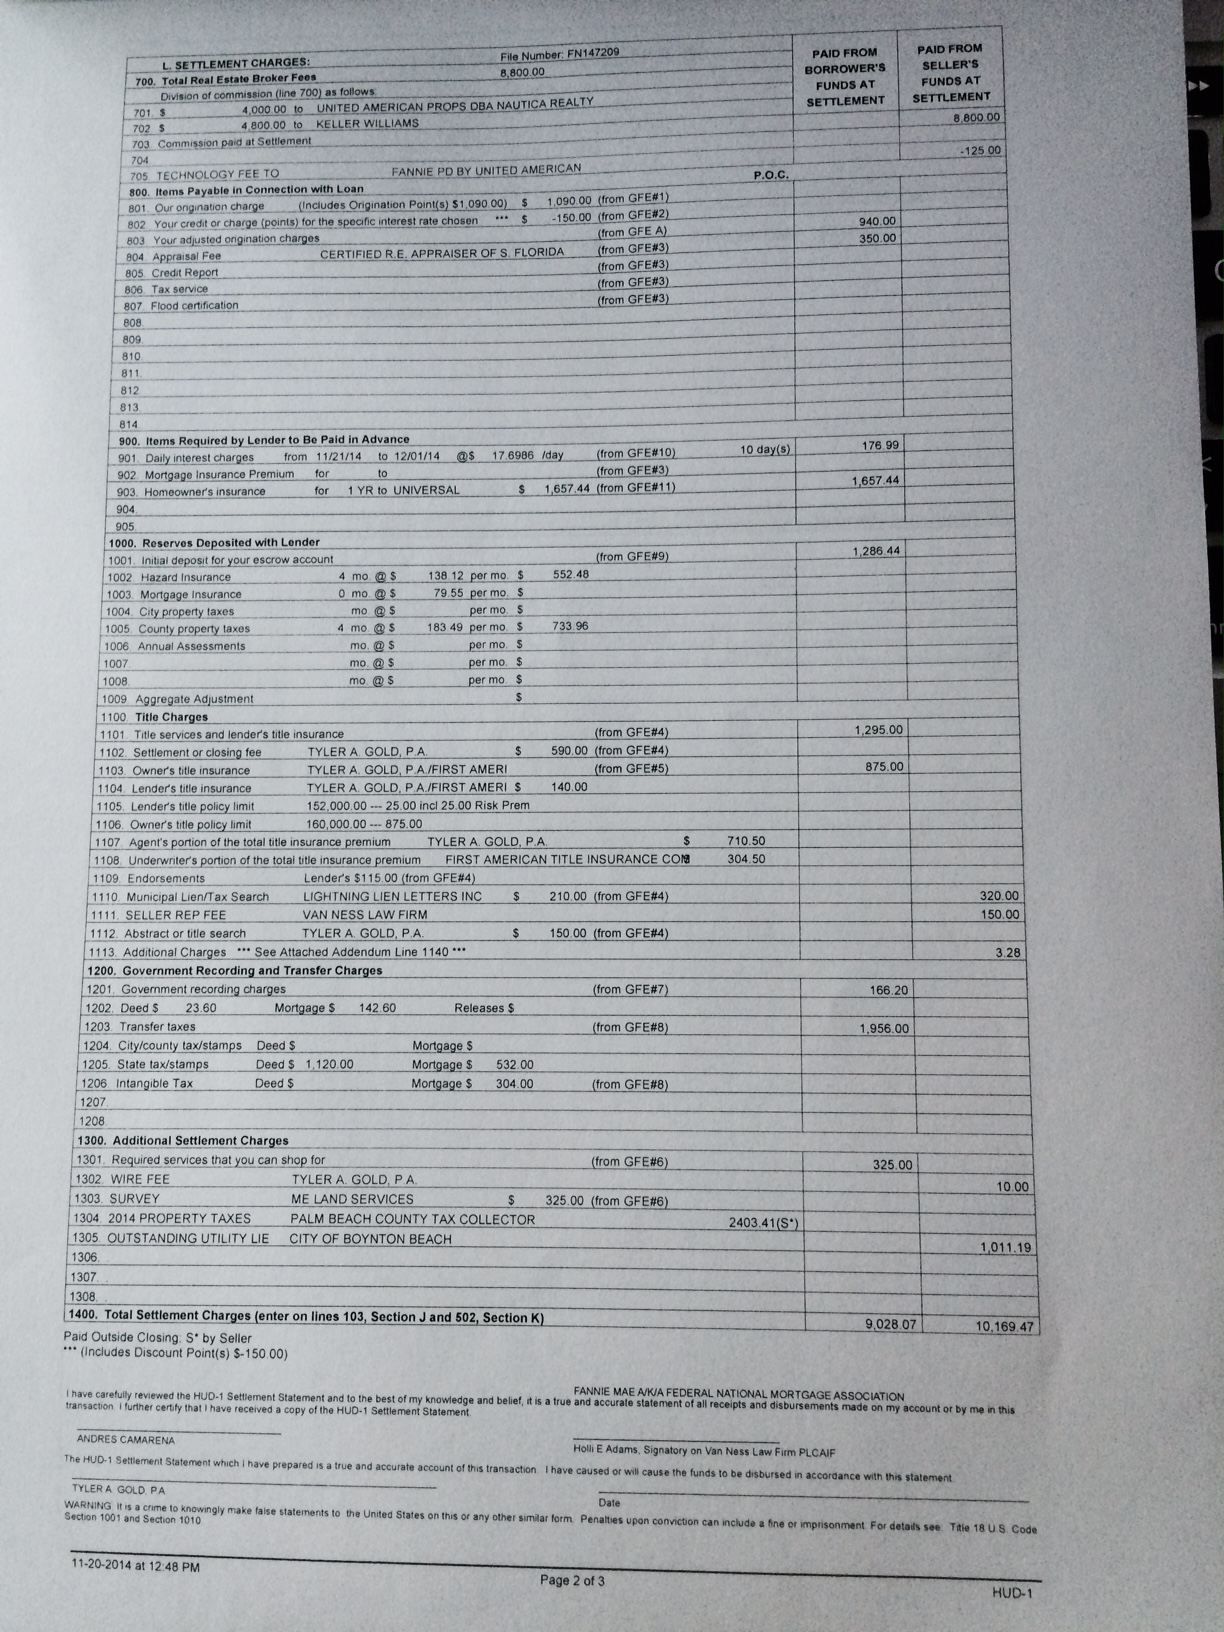 L. SETTLEMENT CHARGES: File Number: FN147209 PAID FROM BORROWER'S FUNDS AT SETTLEMENT PAID FROM SELLER'S FUNDS AT SETTLEMENT
700. Total Real Estate Broker Fees 8,800.00
Division of commission (line 700) as follows:
701. $ 4,000.00 to UNITED AMERICAN PROPS DBA NAUTICA REALTY
702 $ 4,800.00 to KELLER WILLIAMS
703 Commission paid at Settlement 8,800.00
704
705 TECHNOLOGY FEE TO FANNIE PD BY UNITED AMERICAN -125.00
800. Items Payable in Connection with Loan P.O.C.
801 Our origination charge (Includes Origination Point(s) $1,090.00) $ 1,090.00 (from GFE#1)
802 Your credit or charge (points) for the specific interest rate chosen *** $ -150.00 (from GFE#2)
803 Your adjusted origination charges (from GFE A) 940.00
804 Appraisal Fee CERTIFIED R.E. APPRAISER OF S. FLORIDA (from GFE#3) 350.00
805 Credit Report (from GFE#3)
806 Tax service (from GFE#3)
807 Flood certification (from GFE#3)
808
809
810
811
812
813
814
900. Items Required by Lender to Be Paid in Advance
901 Daily interest charges from 11/21/14 to 12/01/14 @$ 17.6986 /day (from GFE#10) 10 day(s) 176.99
902 Mortgage Insurance Premium for to (from GFE#3)
903. Homeowner's insurance for 1 YR to UNIVERSAL $ 1,657.44 (from GFE#11) 1,657.44
904
905
1000. Reserves Deposited with Lender
1001. Initial deposit for your escrow account (from GFE#9) 1,286.44
1002 Hazard Insurance 4 mo. @ $ 138.12 per mo. $ 552.48
1003 Mortgage Insurance 0 mo. @ $ 79.55 per mo. $
1004 City property taxes mo. @ $ per mo. $
1005 County property taxes 4 mo. @ $ 183.49 per mo. $ 733.96
1006 Annual Assessments mo. @ $ per mo. $
1007 mo. @ $ per mo. $
1008 mo. @ $ per mo. $
1009 Aggregate Adjustment $
1100. Title Charges
1101. Title services and lender's title insurance (from GFE#4) 1,295.00
1102. Settlement or closing fee TYLER A. GOLD, P.A. $ 590.00 (from GFE#4)
1103 Owner's title insurance TYLER A. GOLD, P.A./FIRST AMERI (from GFE#5) 875.00
1104. Lender's title insurance TYLER A. GOLD, P.A./FIRST AMERI $ 140.00
1105. Lender's title policy limit 152,000.00 --- 25.00 incl 25.00 Risk Prem
1106. Owner's title policy limit 160,000.00 --- 875.00
1107. Agent's portion of the total title insurance premium TYLER A. GOLD, P.A. $ 710.50
1108. Underwriter's portion of the total title insurance premium FIRST AMERICAN TITLE INSURANCE COM 304.50
1109. Endorsements Lender's $115.00 (from GFE#4)
1110. Municipal Lien/Tax Search LIGHTNING LIEN LETTERS INC $ 210.00 (from GFE#4) 320.00
1111. SELLER REP FEE VAN NESS LAW FIRM 150.00
1112. Abstract or title search TYLER A. GOLD, P.A. $ 150.00 (from GFE#4)
1113. Additional Charges *** See Attached Addendum Line 1140 *** 3.28
1200. Government Recording and Transfer Charges
1201. Government recording charges (from GFE#7) 166.20
1202. Deed $ 23.60 Mortgage $ 142.60 Releases $
1203. Transfer taxes (from GFE#8) 1,956.00
1204. City/county tax/stamps Deed $ Mortgage $
1205. State tax/stamps Deed $ 1,120.00 Mortgage $ 532.00
1206. Intangible Tax Deed $ Mortgage $ 304.00 (from GFE#8)
1207.
1208.
1300. Additional Settlement Charges
1301. Required services that you can shop for (from GFE#6) 325.00
1302. WIRE FEE TYLER A. GOLD, P.A. 10.00
1303. SURVEY ME LAND SERVICES $ 325.00 (from GFE#6)
1304. 2014 PROPERTY TAXES PALM BEACH COUNTY TAX COLLECTOR 2403.41(S*)
1305. OUTSTANDING UTILITY LIE CITY OF BOYNTON BEACH 1,011.19
1306.
1307.
1308.
1400. Total Settlement Charges (enter on lines 103, Section J and 502, Section K) 9,028.07 10,169.47
Paid Outside Closing: S* by Seller
*** (Includes Discount Point(s) $-150.00)
FANNIE MAE A/K/A FEDERAL NATIONAL MORTGAGE ASSOCIATION
I have carefully reviewed the HUD-1 Settlement Statement and to the best of my knowledge and belief, it is a true and accurate statement of all receipts and disbursements made on my account or by me in this
transaction. I further certify that I have received a copy of the HUD-1 Settlement Statement.
ANDRES CAMARENA
Holli E Adams, Signatory on Van Ness Law Firm PLCAIF
The HUD-1 Settlement Statement which I have prepared is a true and accurate account of this transaction. I have caused or will cause the funds to be disbursed in accordance with this statement.
TYLER A. GOLD, PA
Date
WARNING: It is a crime to knowingly make false statements to the United States on this or any other similar form. Penalties upon conviction can include a fine or imprisonment. For details see: Title 18 U.S. Code
Section 1001 and Section 1010.
11-20-2014 at 12:48 PM
Page 2 of 3
HUD-1